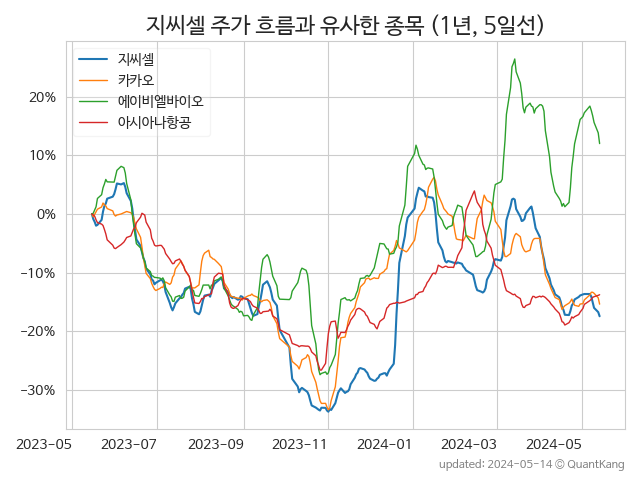 지씨셀 주가 흐름과 유사한 종목 (1년, 5일선)
지씨셀
카카오
에이비엘바이오
아시아나항공
20%
10%
0%
−10%
−20%
−30%
2023-05 2023-07 2023-09 2023-11 2024-01 2024-03 2024-05
updated: 2024-05-14 © QuantKang